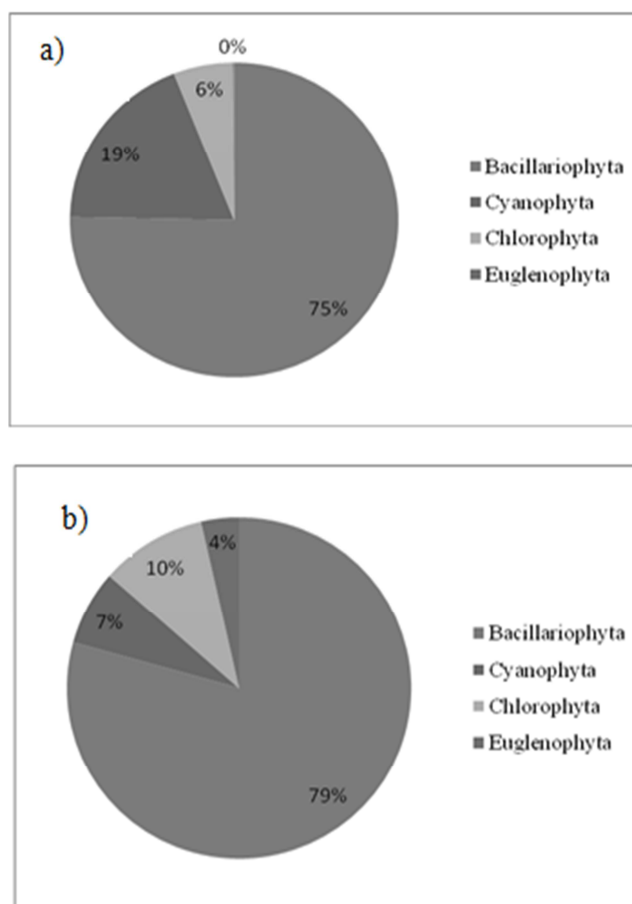 a)
0%
6%
19%
75%
Bacillariophyta
Cyanophyta
Chlorophyta
Euglenophyta
b)
4%
10%
7%
79%
Bacillariophyta
Cyanophyta
Chlorophyta
Euglenophyta